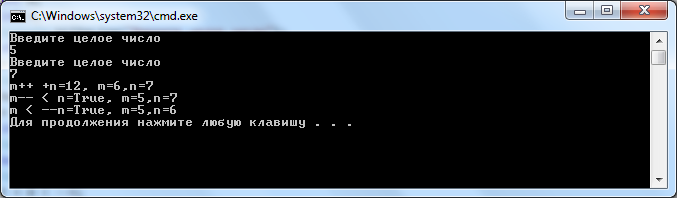 C:\Windows\system32\cmd.exe
Введите целое число
5
Введите целое число
7
m++ +n=12, m=6,n=7
m-- < n=True, m=5,n=7
m < --n=True, m=5,n=6
Для продолжения нажмите любую клавишу . . .